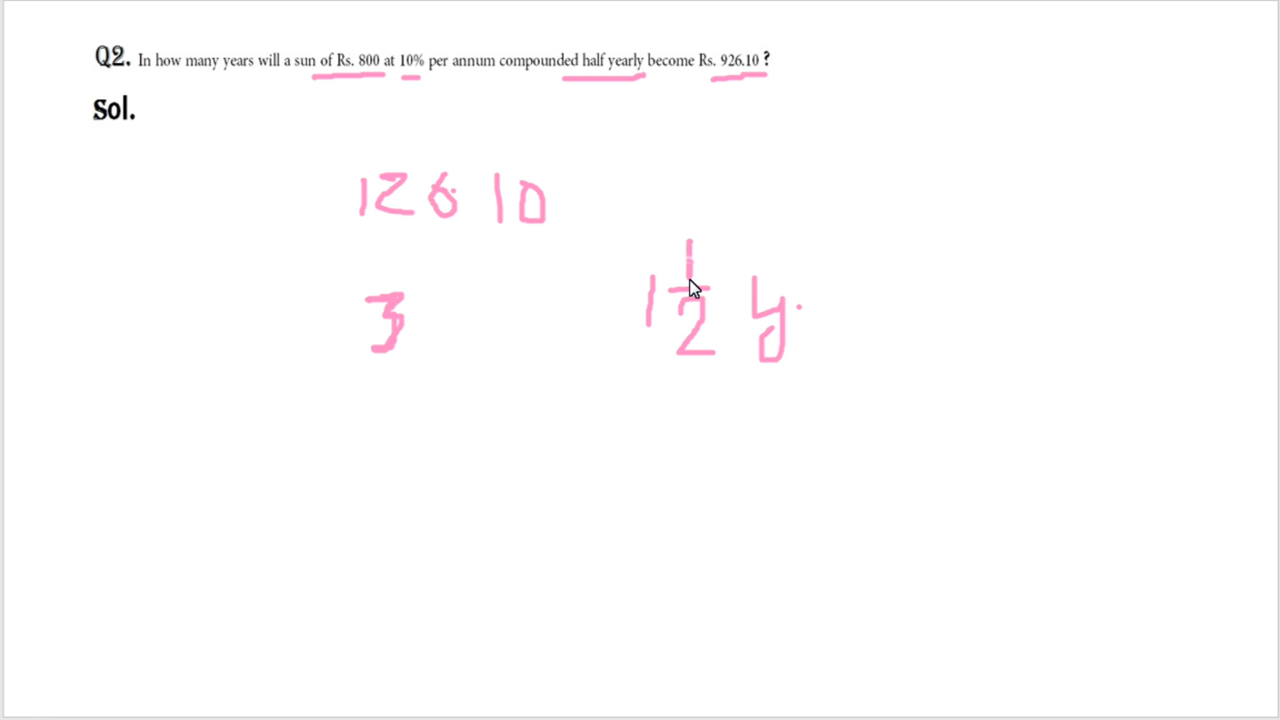 Q2. In how many years will a sun of Rs. 800 at 10% per annum compounded half yearly become Rs. 926.10 ?
Sol.
126 10
3
1 1/2 y.